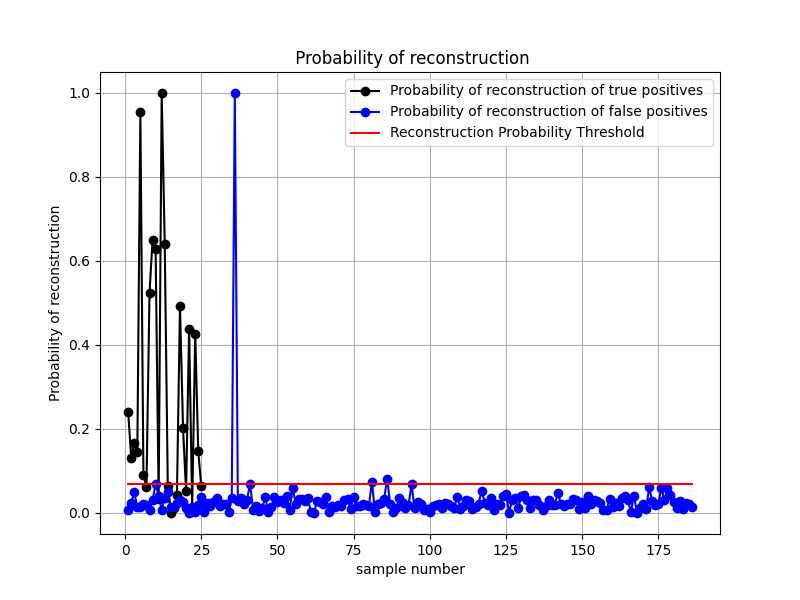 Probability of reconstruction
Probability of reconstruction of true positives
Probability of reconstruction of false positives
Reconstruction Probability Threshold
1.0
0.8
0.6
0.4
0.2
0.0
Probability of reconstruction
0 25 50 75 100 125 150 175
sample number